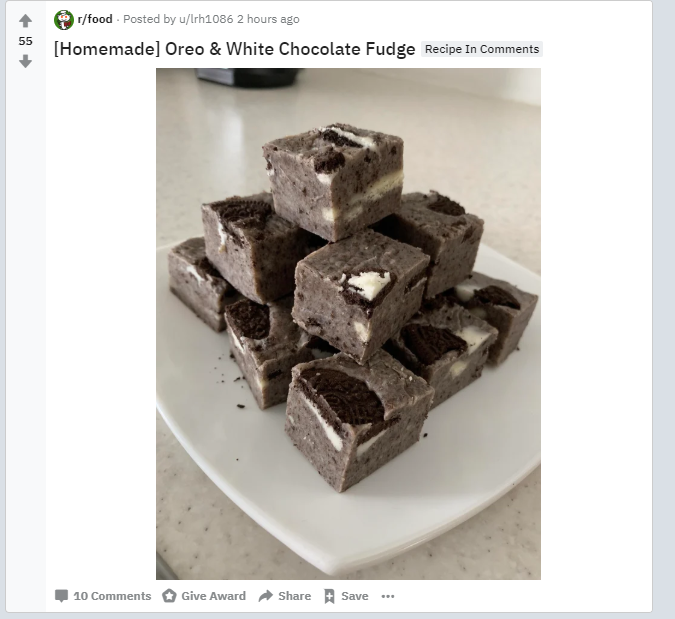 r/food · Posted by u/lrh1086 2 hours ago
55
[Homemade] Oreo & White Chocolate Fudge Recipe In Comments
10 Comments Give Award Share Save ...